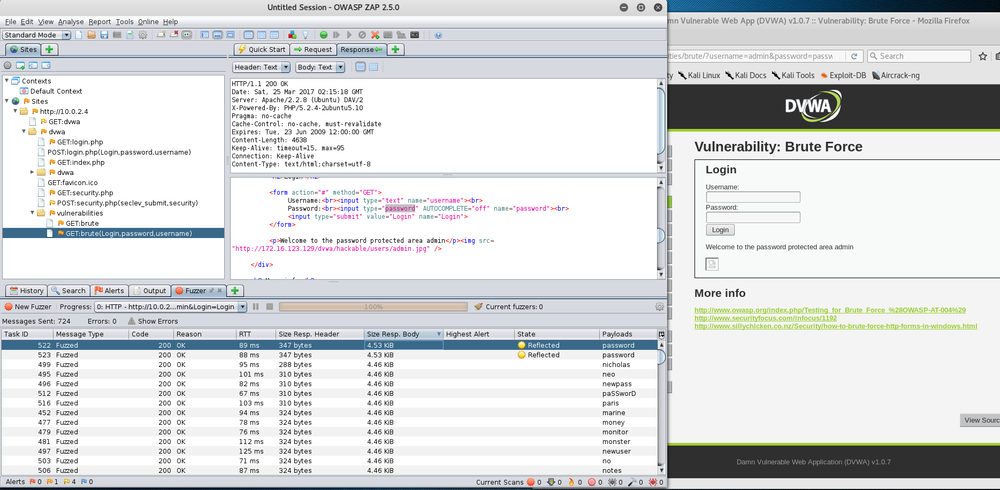 Untitled Session - OWASP ZAP 2.5.0
File Edit View Analyse Report Tools Online Help
Standard Mode
Sites
Quick Start Request Response
Header: Text Body: Text
Contexts
Default Context
Sites
http://10.0.2.4
GET:dvwa
dvwa
GET:login.php
POST:login.php(Login,password,username)
GET:index.php
dvwa
GET:favicon.ico
GET:security.php
POST:security.php(seclev_submit,security)
vulnerabilities
GET:brute
GET:brute(Login,password,username)
HTTP/1.1 200 OK
Date: Sat, 25 Mar 2017 02:15:18 GMT
Server: Apache/2.2.8 (Ubuntu) DAV/2
X-Powered-By: PHP/5.2.4-2ubuntu5.10
Pragma: no-cache
Cache-Control: no-cache, must-revalidate
Expires: Tue, 23 Jun 2009 12:00:00 GMT
Content-Length: 4638
Keep-Alive: timeout=15, max=95
Connection: Keep-Alive
Content-Type: text/html;charset=utf-8
<form action="#" method="GET">
Username:<br><input type="text" name="username"><br>
Password:<br><input type="password" AUTOCOMPLETE="off" name="password"><br>
<input type="submit" value="Login" name="Login">
</form>
<p>Welcome to the password protected area admin</p><img src=
"http://172.16.123.129/dvwa/hackable/users/admin.jpg" />
</div>
History Search Alerts Output Fuzzer
New Fuzzer Progress: 0: HTTP - http://10.0.2...min&Login=Login 100% Current fuzzers: 0
Messages Sent: 724 Errors: 0 Show Errors
Task ID Message Type Code Reason RTT Size Resp. Header Size Resp. Body Highest Alert State Payloads
522 Fuzzed 200 OK 89 ms 347 bytes 4.53 KiB Reflected password
523 Fuzzed 200 OK 88 ms 347 bytes 4.53 KiB Reflected password
499 Fuzzed 200 OK 95 ms 288 bytes 4.46 KiB nicholas
495 Fuzzed 200 OK 101 ms 310 bytes 4.46 KiB neo
496 Fuzzed 200 OK 82 ms 310 bytes 4.46 KiB newpass
512 Fuzzed 200 OK 67 ms 310 bytes 4.46 KiB paSSworD
516 Fuzzed 200 OK 103 ms 310 bytes 4.46 KiB paris
452 Fuzzed 200 OK 94 ms 324 bytes 4.46 KiB marine
477 Fuzzed 200 OK 78 ms 324 bytes 4.46 KiB money
479 Fuzzed 200 OK 76 ms 324 bytes 4.46 KiB monitor
481 Fuzzed 200 OK 112 ms 324 bytes 4.46 KiB monster
497 Fuzzed 200 OK 125 ms 324 bytes 4.46 KiB newuser
503 Fuzzed 200 OK 71 ms 324 bytes 4.46 KiB no
506 Fuzzed 200 OK 87 ms 324 bytes 4.46 KiB notes
Alerts 0 1 4 0 Current Scans 0 0 0 0 0 0 0
mn Vulnerable Web App (DVWA) v1.0.7 :: Vulnerability: Brute Force - Mozilla Firefox
ities/brute/?username=admin&password=passw Search
ty Kali Linux Kali Docs Kali Tools Exploit-DB Aircrack-ng
DVWA
Vulnerability: Brute Force
Login
Username:
Password:
Login
Welcome to the password protected area admin
More info
http://www.owasp.org/index.php/Testing_for_Brute_Force_%28OWASP-AT-004%29
http://www.securityfocus.com/infocus/1192
http://www.sillychicken.co.nz/Security/how-to-brute-force-http-forms-in-windows.html
View Sourc
Damn Vulnerable Web Application (DVWA) v1.0.7